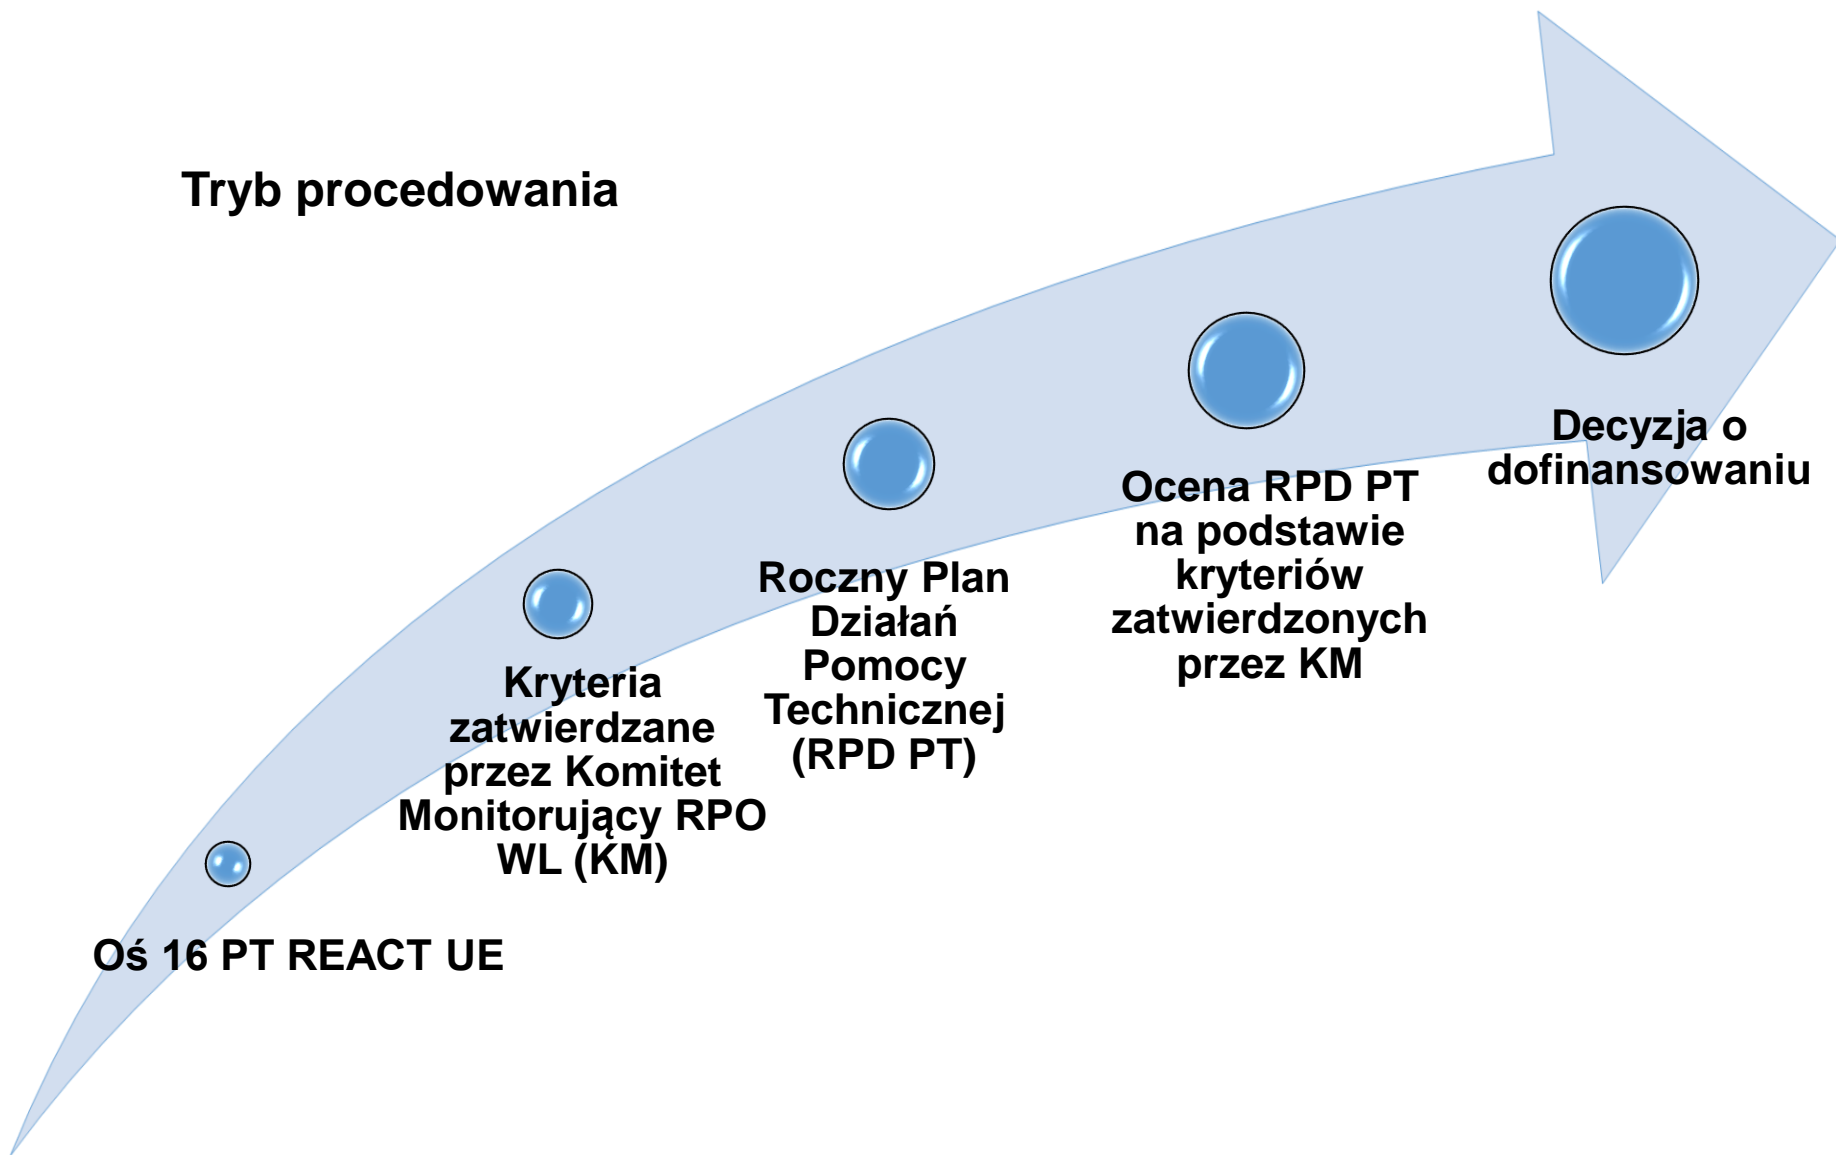 Tryb procedowania
Oś 16 PT REACT UE
Kryteria
zatwierdzane
przez Komitet
Monitorujący RPO
WL (KM)
Roczny Plan
Działań
Pomocy
Technicznej
(RPD PT)
Ocena RPD PT
na podstawie
kryteriów
zatwierdzonych
przez KM
Decyzja o
dofinansowaniu